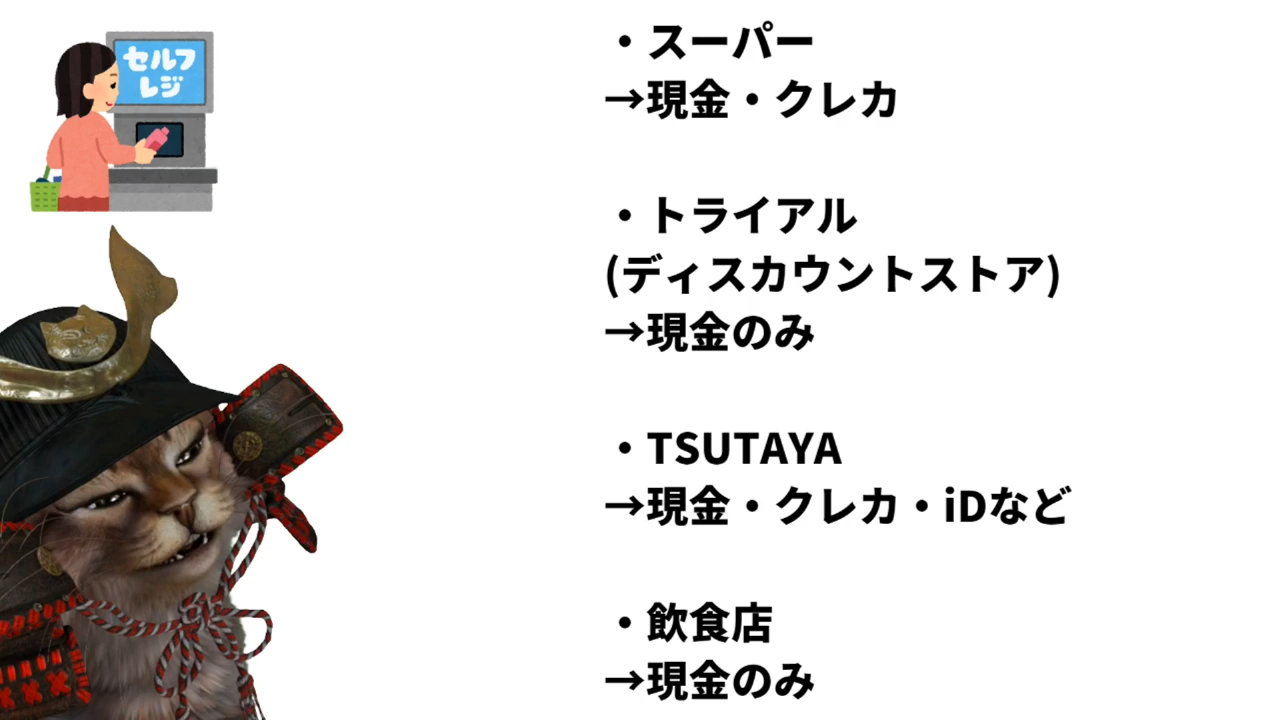 セルフ
レジ
・スーパー
→現金・クレカ
・トライアル
(ディスカウントストア)
→現金のみ
・TSUTAYA
→現金・クレカ・iDなど
・飲食店
→現金のみ